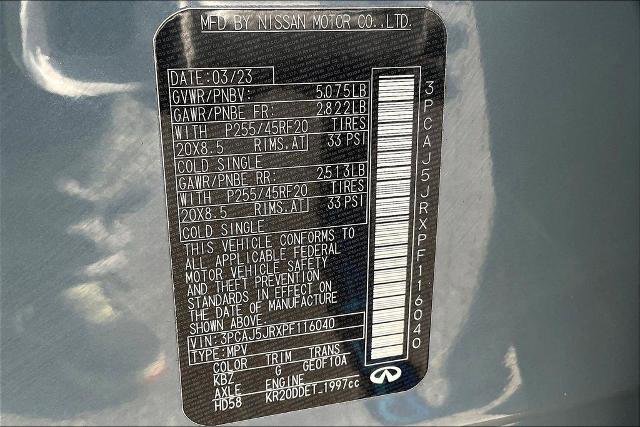 MFD BY NISSAN MOTOR CO.,LTD.
DATE: 03/23
GVWR/PNBV: 5,075LB
GAWR/PNBE FR: 2,822LB
WITH P255/45RF20 TIRES
20X8.5 RIMS.AT 33 PSI
COLD SINGLE
GAWR/PNBE RR: 2,513LB
WITH P255/45RF20 TIRES
20X8.5 RIMS.AT 33 PSI
COLD SINGLE
THIS VEHICLE CONFORMS TO
ALL APPLICABLE FEDERAL
MOTOR VEHICLE SAFETY
AND THEFT PREVENTION
STANDARDS IN EFFECT ON
THE DATE OF MANUFACTURE
SHOWN ABOVE.
VIN: 3PCAJ5JRXPF116040
TYPE: MPV
COLOR TRIM TRANS
KBZ G GE0F10A
AXLE ENGINE
HD58 KR20DDET_1997cc
3PCAJ5JRXPF116040